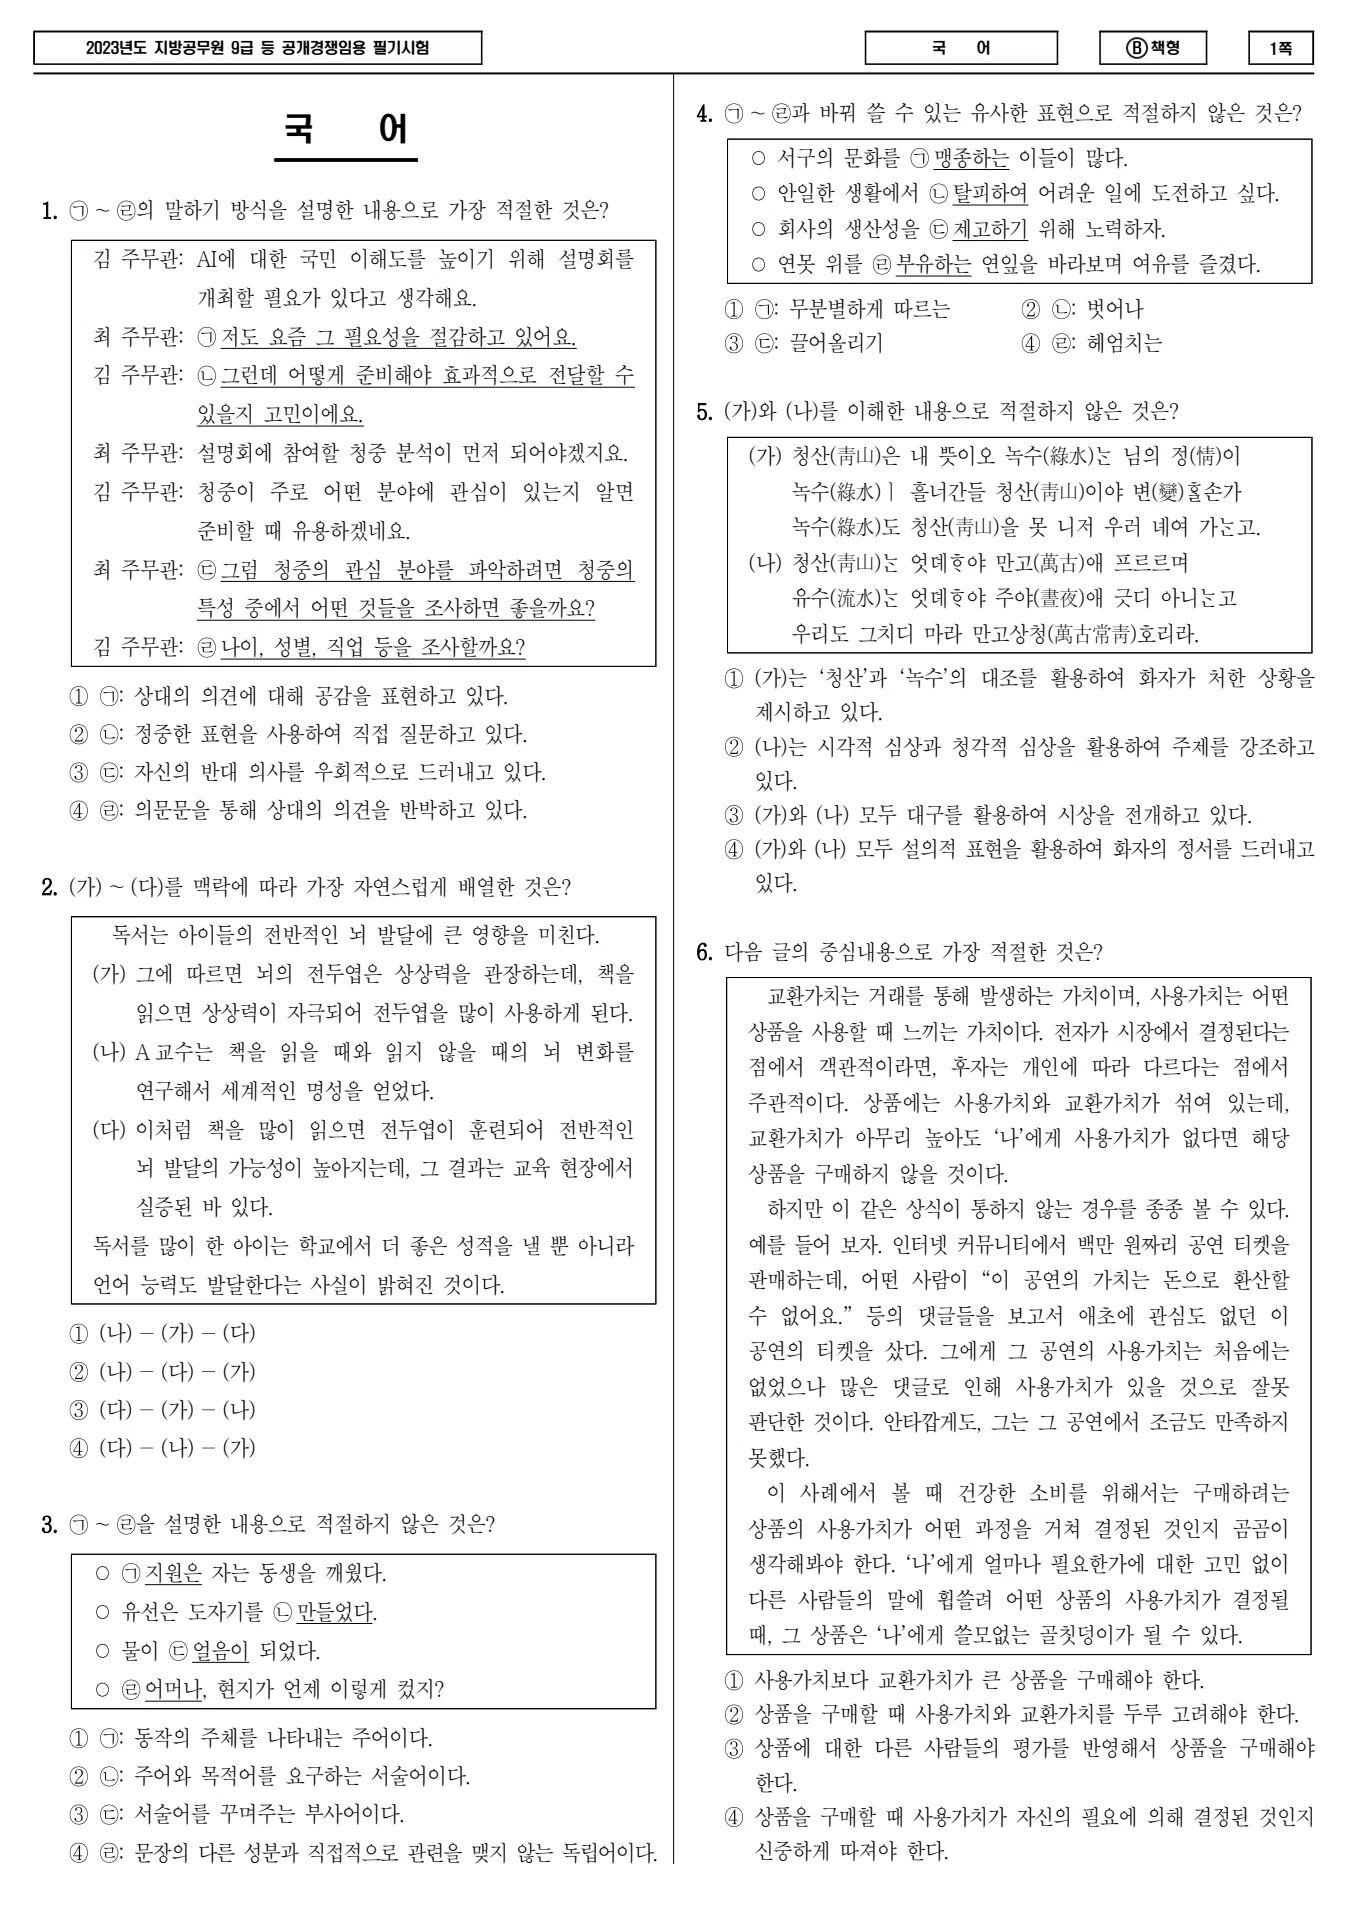 2023년도 지방공무원 9급 등 공개경쟁임용 필기시험
국 어
Ⓑ책형
1쪽
국 어
1. ㉠ ~ ㉣의 말하기 방식을 설명한 내용으로 가장 적절한 것은?
김 주무관: AI에 대한 국민 이해도를 높이기 위해 설명회를
개최할 필요가 있다고 생각해요.
최 주무관: ㉠저도 요즘 그 필요성을 절감하고 있어요.
김 주무관: ㉡그런데 어떻게 준비해야 효과적으로 전달할 수
있을지 고민이에요.
최 주무관: 설명회에 참여할 청중 분석이 먼저 되어야겠지요.
김 주무관: 청중이 주로 어떤 분야에 관심이 있는지 알면
준비할 때 유용하겠네요.
최 주무관: ㉢그럼 청중의 관심 분야를 파악하려면 청중의
특성 중에서 어떤 것들을 조사하면 좋을까요?
김 주무관: ㉣나이, 성별, 직업 등을 조사할까요?
① ㉠: 상대의 의견에 대해 공감을 표현하고 있다.
② ㉡: 정중한 표현을 사용하여 직접 질문하고 있다.
③ ㉢: 자신의 반대 의사를 우회적으로 드러내고 있다.
④ ㉣: 의문문을 통해 상대의 의견을 반박하고 있다.
2. (가) ~ (다)를 맥락에 따라 가장 자연스럽게 배열한 것은?
독서는 아이들의 전반적인 뇌 발달에 큰 영향을 미친다.
(가) 그에 따르면 뇌의 전두엽은 상상력을 관장하는데, 책을
읽으면 상상력이 자극되어 전두엽을 많이 사용하게 된다.
(나) A 교수는 책을 읽을 때와 읽지 않을 때의 뇌 변화를
연구해서 세계적인 명성을 얻었다.
(다) 이처럼 책을 많이 읽으면 전두엽이 훈련되어 전반적인
뇌 발달의 가능성이 높아지는데, 그 결과는 교육 현장에서
실증된 바 있다.
독서를 많이 한 아이는 학교에서 더 좋은 성적을 낼 뿐 아니라
언어 능력도 발달한다는 사실이 밝혀진 것이다.
① (나) – (가) – (다)
② (나) – (다) – (가)
③ (다) – (가) – (나)
④ (다) – (나) – (가)
3. ㉠ ~ ㉣을 설명한 내용으로 적절하지 않은 것은?
○ ㉠지원은 자는 동생을 깨웠다.
○ 유선은 도자기를 ㉡만들었다.
○ 물이 ㉢얼음이 되었다.
○ ㉣어머나, 현지가 언제 이렇게 컸지?
① ㉠: 동작의 주체를 나타내는 주어이다.
② ㉡: 주어와 목적어를 요구하는 서술어이다.
③ ㉢: 서술어를 꾸며주는 부사어이다.
④ ㉣: 문장의 다른 성분과 직접적으로 관련을 맺지 않는 독립어이다.
4. ㉠ ~ ㉣과 바꿔 쓸 수 있는 유사한 표현으로 적절하지 않은 것은?
○ 서구의 문화를 ㉠맹종하는 이들이 많다.
○ 안일한 생활에서 ㉡탈피하여 어려운 일에 도전하고 싶다.
○ 회사의 생산성을 ㉢제고하기 위해 노력하자.
○ 연못 위를 ㉣부유하는 연잎을 바라보며 여유를 즐겼다.
① ㉠: 무분별하게 따르는 ② ㉡: 벗어나
③ ㉢: 끌어올리기 ④ ㉣: 헤엄치는
5. (가)와 (나)를 이해한 내용으로 적절하지 않은 것은?
(가) 청산(靑山)은 내 ᄠᅳᆺ이오 녹수(綠水)ᄂᆞᆫ 님의 정(情)이
녹수(綠水)ㅣ 흘너간들 청산(靑山)이야 변(變)ᄒᆞᆯ손가
녹수(綠水)도 청산(靑山)을 못 니저 우러 녜여 가ᄂᆞᆫ고.
(나) 청산(靑山)ᄂᆞᆫ 엇뎨ᄒᆞ야 만고(萬古)애 프르르며
유수(流水)ᄂᆞᆫ 엇뎨ᄒᆞ야 주야(晝夜)애 긋디 아니ᄂᆞᆫ고
우리도 그치디 마라 만고상청(萬古常靑)호리라.
① (가)는 ‘청산’과 ‘녹수’의 대조를 활용하여 화자가 처한 상황을
제시하고 있다.
② (나)는 시각적 심상과 청각적 심상을 활용하여 주제를 강조하고
있다.
③ (가)와 (나) 모두 대구를 활용하여 시상을 전개하고 있다.
④ (가)와 (나) 모두 설의적 표현을 활용하여 화자의 정서를 드러내고
있다.
6. 다음 글의 중심내용으로 가장 적절한 것은?
교환가치는 거래를 통해 발생하는 가치이며, 사용가치는 어떤
상품을 사용할 때 느끼는 가치이다. 전자가 시장에서 결정된다는
점에서 객관적이라면, 후자는 개인에 따라 다르다는 점에서
주관적이다. 상품에는 사용가치와 교환가치가 섞여 있는데,
교환가치가 아무리 높아도 ‘나’에게 사용가치가 없다면 해당
상품을 구매하지 않을 것이다.
하지만 이 같은 상식이 통하지 않는 경우를 종종 볼 수 있다.
예를 들어 보자. 인터넷 커뮤니티에서 백만 원짜리 공연 티켓을
판매하는데, 어떤 사람이 “이 공연의 가치는 돈으로 환산할
수 없어요.” 등의 댓글들을 보고서 애초에 관심도 없던 이
공연의 티켓을 샀다. 그에게 그 공연의 사용가치는 처음에는
없었으나 많은 댓글로 인해 사용가치가 있을 것으로 잘못
판단한 것이다. 안타깝게도, 그는 그 공연에서 조금도 만족하지
못했다.
이 사례에서 볼 때 건강한 소비를 위해서는 구매하려는
상품의 사용가치가 어떤 과정을 거쳐 결정된 것인지 곰곰이
생각해봐야 한다. ‘나’에게 얼마나 필요한가에 대한 고민 없이
다른 사람들의 말에 휩쓸려 어떤 상품의 사용가치가 결정될
때, 그 상품은 ‘나’에게 쓸모없는 골칫덩이가 될 수 있다.
① 사용가치보다 교환가치가 큰 상품을 구매해야 한다.
② 상품을 구매할 때 사용가치와 교환가치를 두루 고려해야 한다.
③ 상품에 대한 다른 사람들의 평가를 반영해서 상품을 구매해야
한다.
④ 상품을 구매할 때 사용가치가 자신의 필요에 의해 결정된 것인지
신중하게 따져야 한다.